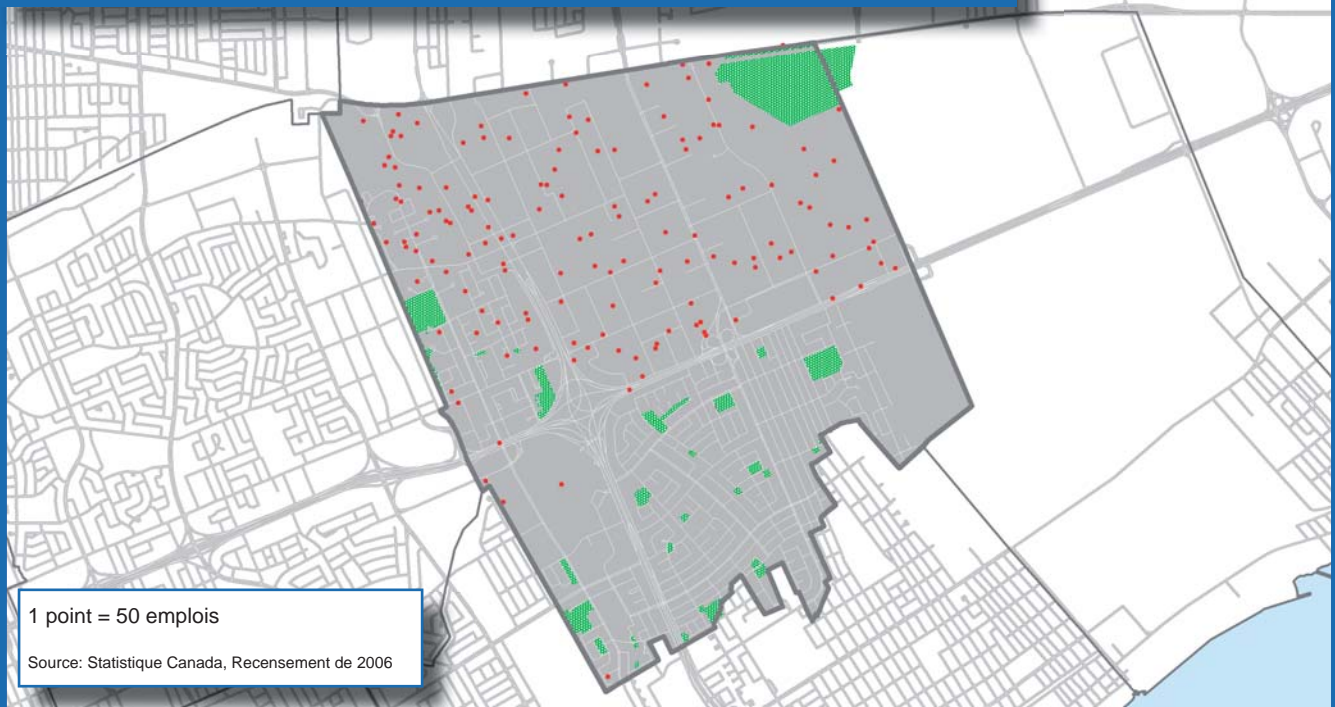 1 point = 50 emplois
Source: Statistique Canada, Recensement de 2006